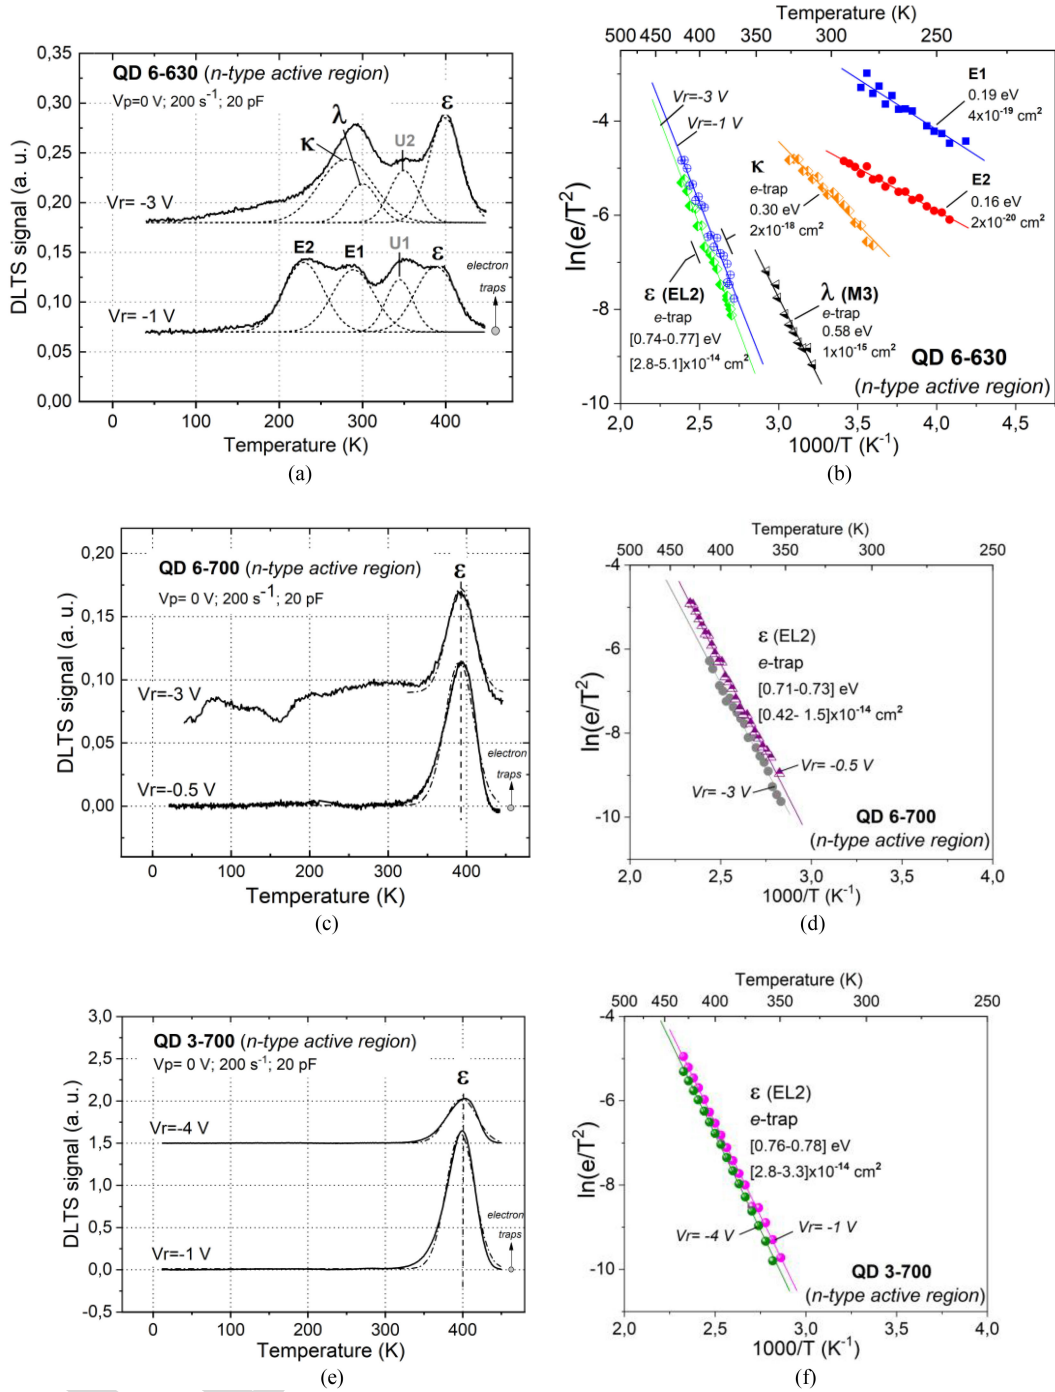 QD 6-630 (n-type active region)
Vp=0 V; 200 s⁻¹; 20 pF
λ
κ
U2
ε
Vr= -3 V
E2
E1
U1
ε
electron
traps
Vr= -1 V
DLTS signal (a. u.)
0,35
0,30
0,25
0,20
0,15
0,10
0,05
0,00
0 100 200 300 400
Temperature (K)
(a)
Temperature (K)
500 450 400 350 300 250
Vr=-3 V
Vr=-1 V
E1
0.19 eV
4x10⁻¹⁹ cm²
κ
e-trap
0.30 eV
2x10⁻¹⁸ cm²
E2
0.16 eV
2x10⁻²⁰ cm²
ε (EL2)
e-trap
[0.74-0.77] eV
[2.8-5.1]x10⁻¹⁴ cm²
λ (M3)
e-trap
0.58 eV
1x10⁻¹⁵ cm²
QD 6-630
(n-type active region)
ln(e/T²)
-4
-6
-8
-10
2,0 2,5 3,0 3,5 4,0 4,5
1000/T (K⁻¹)
(b)
QD 6-700 (n-type active region)
Vp= 0 V; 200 s⁻¹; 20 pF
ε
Vr=-3 V
electron
traps
Vr=-0.5 V
DLTS signal (a. u.)
0,20
0,15
0,10
0,05
0,00
0 100 200 300 400
Temperature (K)
(c)
Temperature (K)
500 450 400 350 300 250
ε (EL2)
e-trap
[0.71-0.73] eV
[0.42- 1.5]x10⁻¹⁴ cm²
Vr= -0.5 V
Vr= -3 V
QD 6-700
(n-type active region)
ln(e/T²)
-4
-6
-8
-10
2,0 2,5 3,0 3,5 4,0
1000/T (K⁻¹)
(d)
QD 3-700 (n-type active region)
Vp= 0 V; 200 s⁻¹; 20 pF
ε
Vr=-4 V
electron
traps
Vr=-1 V
DLTS signal (a. u.)
3,0
2,5
2,0
1,5
1,0
0,5
0,0
-0,5
0 100 200 300 400
Temperature (K)
(e)
Temperature (K)
500 450 400 350 300 250
ε (EL2)
e-trap
[0.76-0.78] eV
[2.8-3.3]x10⁻¹⁴ cm²
Vr= -4 V
Vr= -1 V
QD 3-700
(n-type active region)
ln(e/T²)
-4
-6
-8
-10
2,0 2,5 3,0 3,5 4,0
1000/T (K⁻¹)
(f)